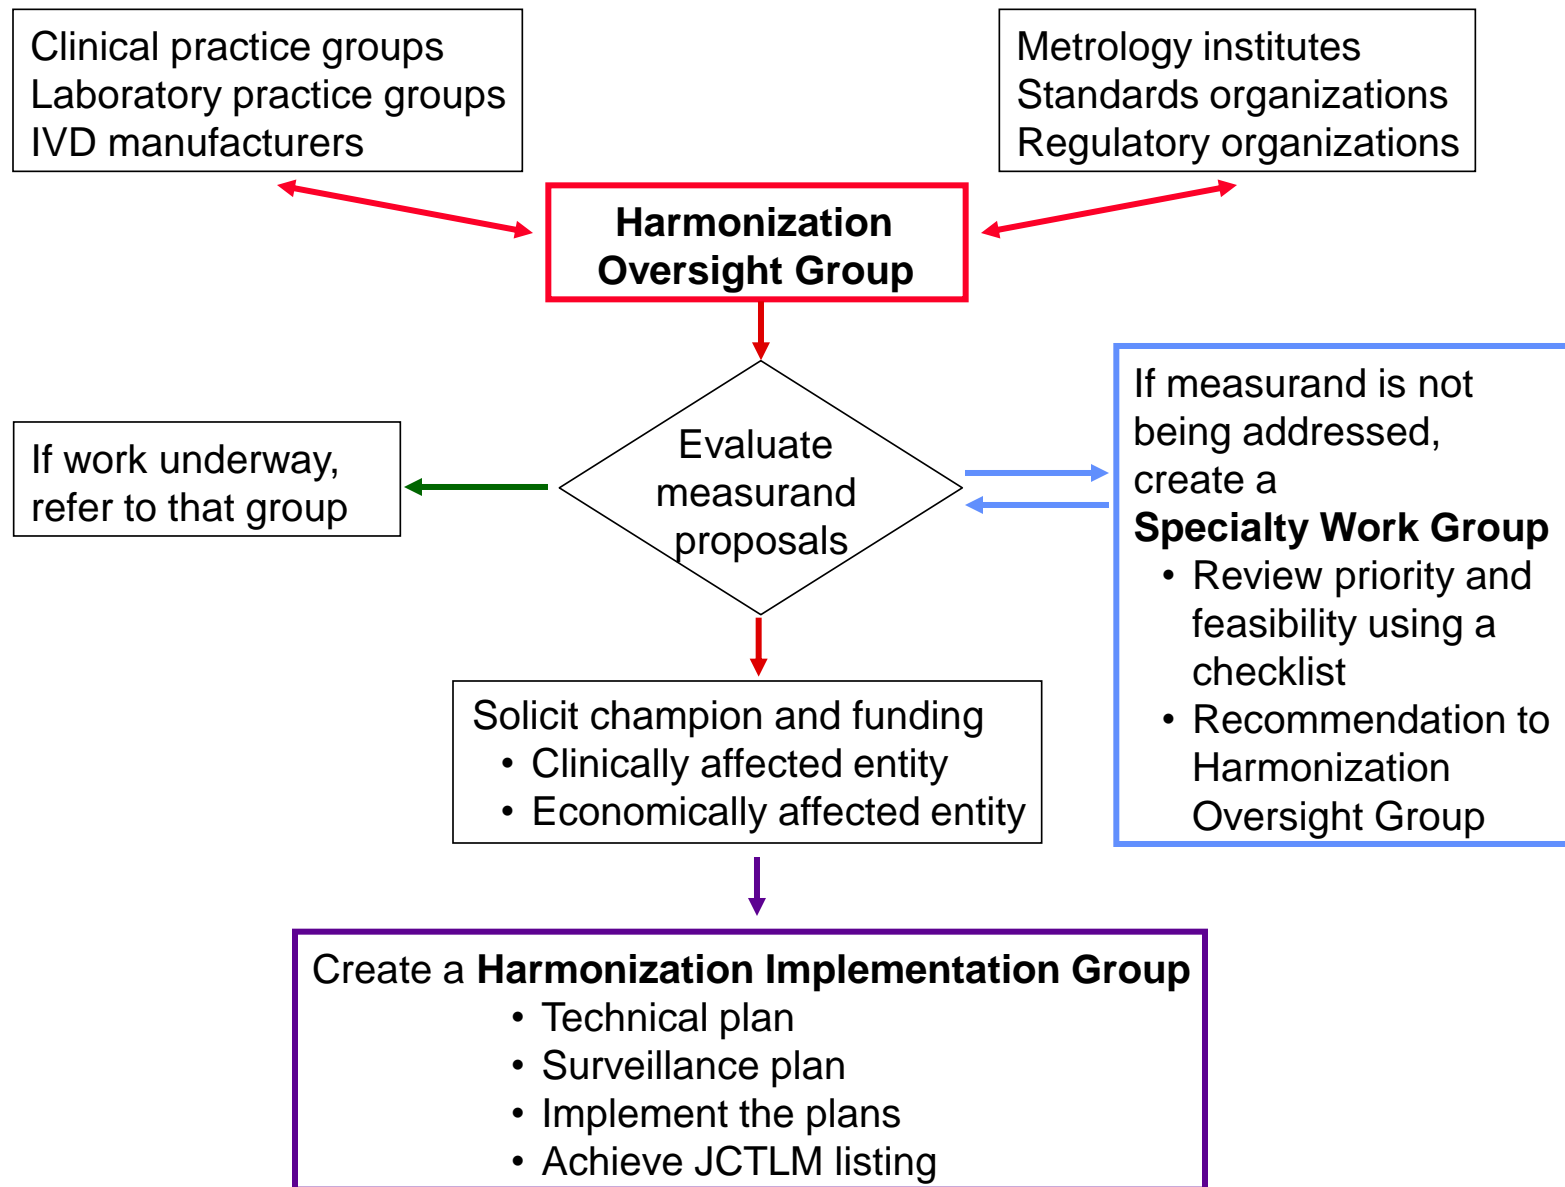 Clinical practice groups
Laboratory practice groups
IVD manufacturers
Metrology institutes
Standards organizations
Regulatory organizations
Harmonization
Oversight Group
Evaluate
measurand
proposals
If work underway,
refer to that group
If measurand is not
being addressed,
create a
Specialty Work Group
• Review priority and
feasibility using a
checklist
• Recommendation to
Harmonization
Oversight Group
Solicit champion and funding
• Clinically affected entity
• Economically affected entity
Create a Harmonization Implementation Group
• Technical plan
• Surveillance plan
• Implement the plans
• Achieve JCTLM listing